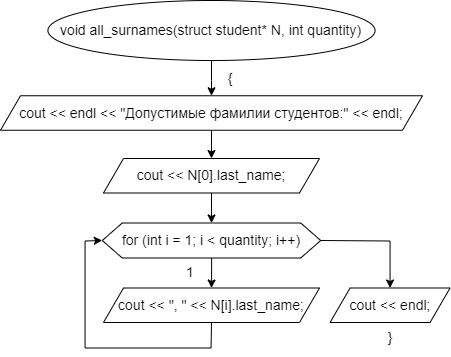 void all_surnames(struct student* N, int quantity)
{
cout << endl << "Допустимые фамилии студентов:" << endl;
cout << N[0].last_name;
for (int i = 1; i < quantity; i++)
1
cout << ", " << N[i].last_name;
cout << endl;
}